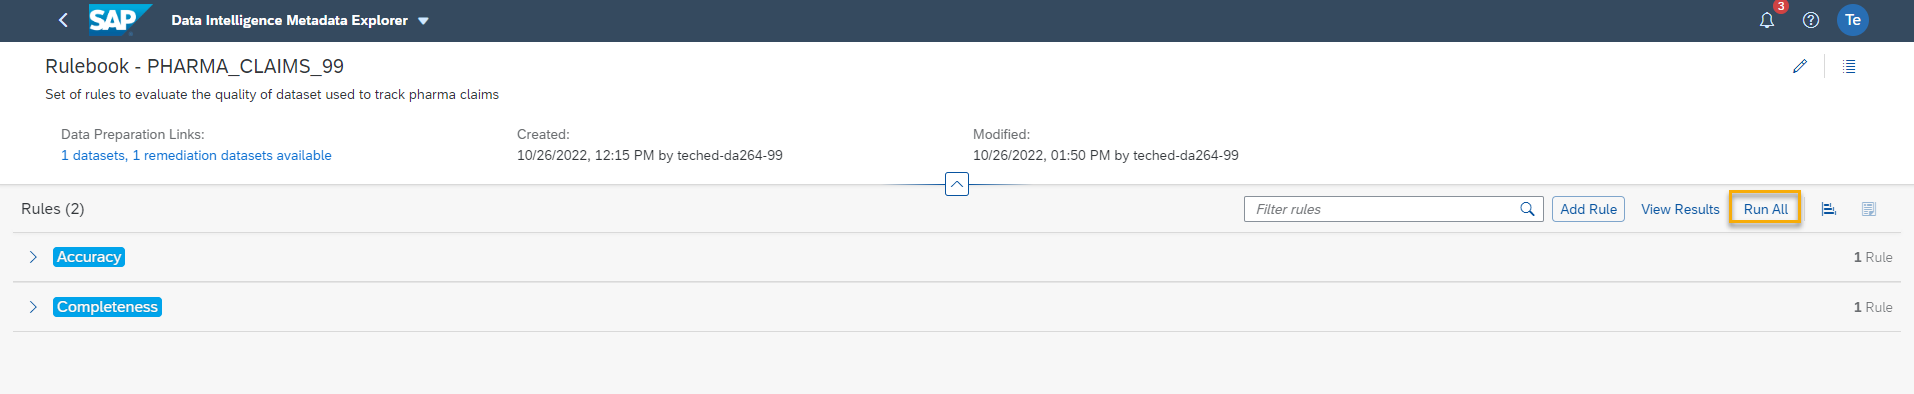 SAP Data Intelligence Metadata Explorer 3 Te
Rulebook - PHARMA_CLAIMS_99
Set of rules to evaluate the quality of dataset used to track pharma claims
Data Preparation Links: Created: Modified:
1 datasets, 1 remediation datasets available 10/26/2022, 12:15 PM by teched-da264-99 10/26/2022, 01:50 PM by teched-da264-99
Rules (2) Filter rules Add Rule View Results Run All
Accuracy 1 Rule
Completeness 1 Rule